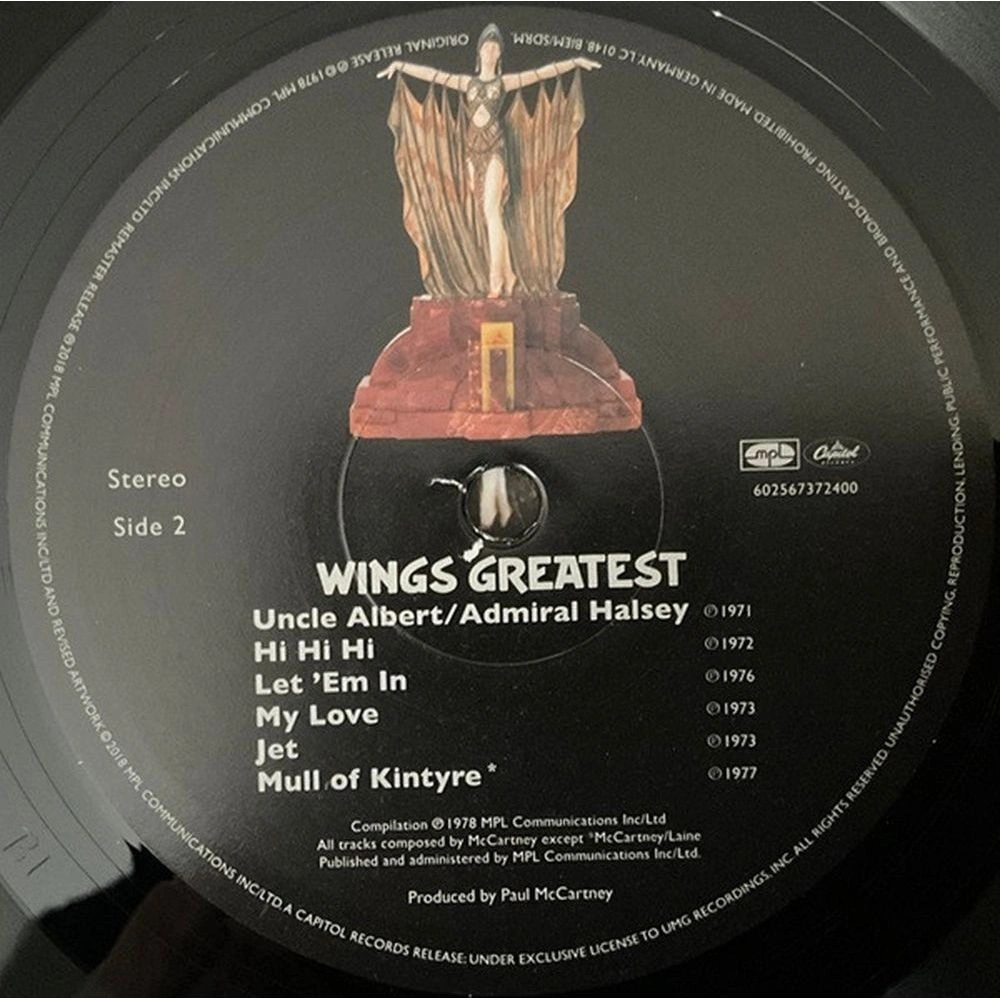 ORIGINAL RELEASE ℗ © 1978 MPL COMMUNICATIONS INC/LTD REMASTER RELEASE ℗ 2018 MPL COMMUNICATIONS INC/LTD AND REVISED ARTWORK © 2018 MPL COMMUNICATIONS INC/LTD. A CAPITOL RECORDS RELEASE; UNDER EXCLUSIVE LICENSE TO UMG RECORDINGS, INC. ALL RIGHTS RESERVED. UNAUTHORISED COPYING, REPRODUCTION, LENDING, PUBLIC PERFORMANCE AND BROADCASTING PROHIBITED. MADE IN GERMANY. LC 0148. BIEM/SDRM.
Stereo
Side 2
mpl Capitol
602567372400
WINGS GREATEST
Uncle Albert/Admiral Halsey ℗1971
Hi Hi Hi ℗1972
Let ’Em In ℗1976
My Love ℗1973
Jet ℗1973
Mull of Kintyre* ℗1977
Compilation ℗1978 MPL Communications Inc/Ltd
All tracks composed by McCartney except *McCartney/Laine
Published and administered by MPL Communications Inc/Ltd.
Produced by Paul McCartney